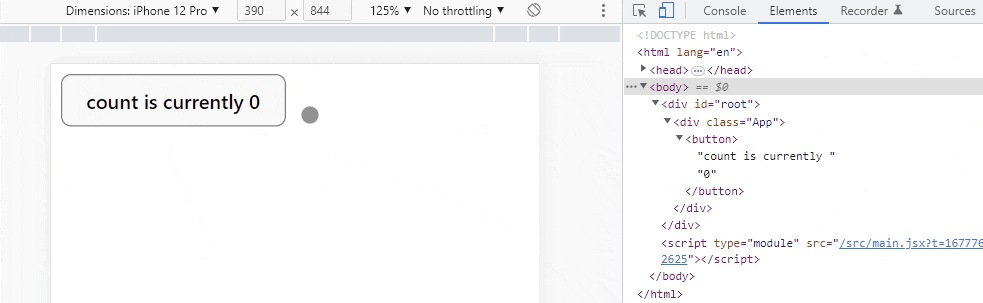 Dimensions: iPhone 12 Pro ▼ 390 × 844 125% ▼ No throttling ▼
Console Elements Recorder Sources
count is currently 0
<!DOCTYPE html>
<html lang="en">
▶ <head> … </head>
… ▼ <body> == $0
▼ <div id="root">
▼ <div class="App">
▼ <button>
"count is currently "
"0"
</button>
</div>
</div>
<script type="module" src="/src/main.jsx?t=167776
2625"></script>
</body>
</html>